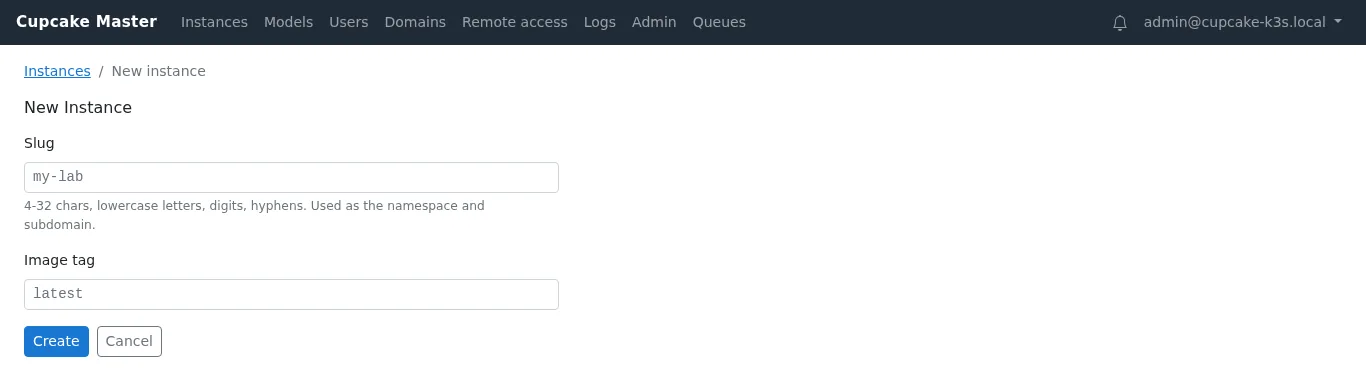 Cupcake Master Instances Models Users Domains Remote access Logs Admin Queues admin@cupcake-k3s.local
Instances / New instance
New Instance
Slug
my-lab
4-32 chars, lowercase letters, digits, hyphens. Used as the namespace and
subdomain.
Image tag
latest
Create Cancel